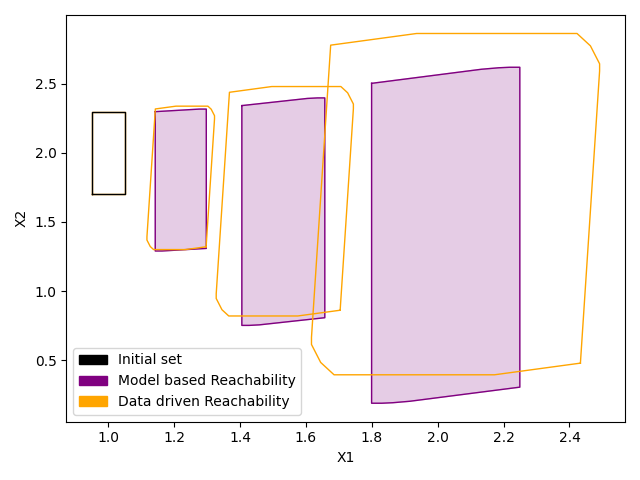 2.5
2.0
1.5
1.0
0.5
X2
Initial set
Model based Reachability
Data driven Reachability
1.0 1.2 1.4 1.6 1.8 2.0 2.2 2.4
X1